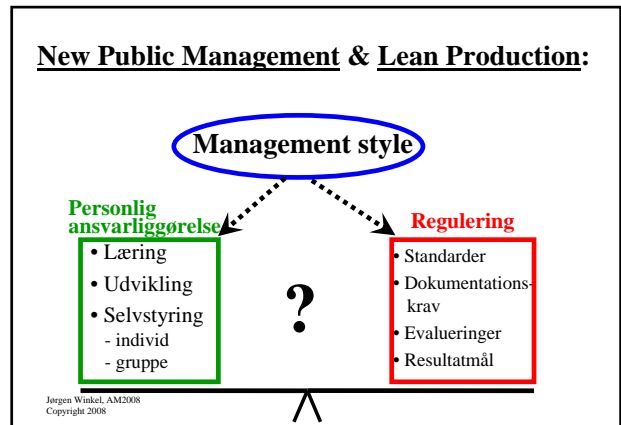 New Public Management & Lean Production:
Management style
Personlig
ansvarliggørelse
• Læring
• Udvikling
• Selvstyring
- individ
- gruppe
?
Regulering
• Standarder
• Dokumentations-
krav
• Evalueringer
• Resultatmål
Jørgen Winkel, AM2008
Copyright 2008